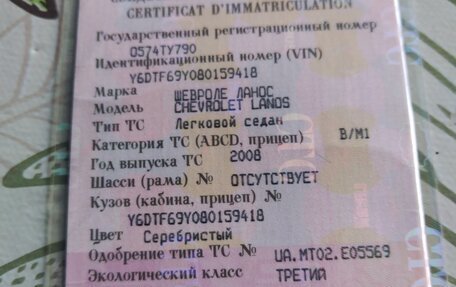 CERTIFICAT D'IMMATRICULATION
Государственный регистрационный номер
О574ТУ790
Идентификационный номер (VIN)
Y6DTF69Y080159418
Марка ШЕВРОЛЕ ЛАНОС
Модель CHEVROLET LANOS
Тип ТС Легковой седан
Категория ТС (ABCD, прицеп) B/M1
Год выпуска ТС 2008
Шасси (рама) № ОТСУТСТВУЕТ
Кузов (кабина, прицеп) №
Y6DTF69Y080159418
Цвет Серебристый
Одобрение типа ТС № UA.MT02.E05569
Экологический класс ТРЕТИЙ